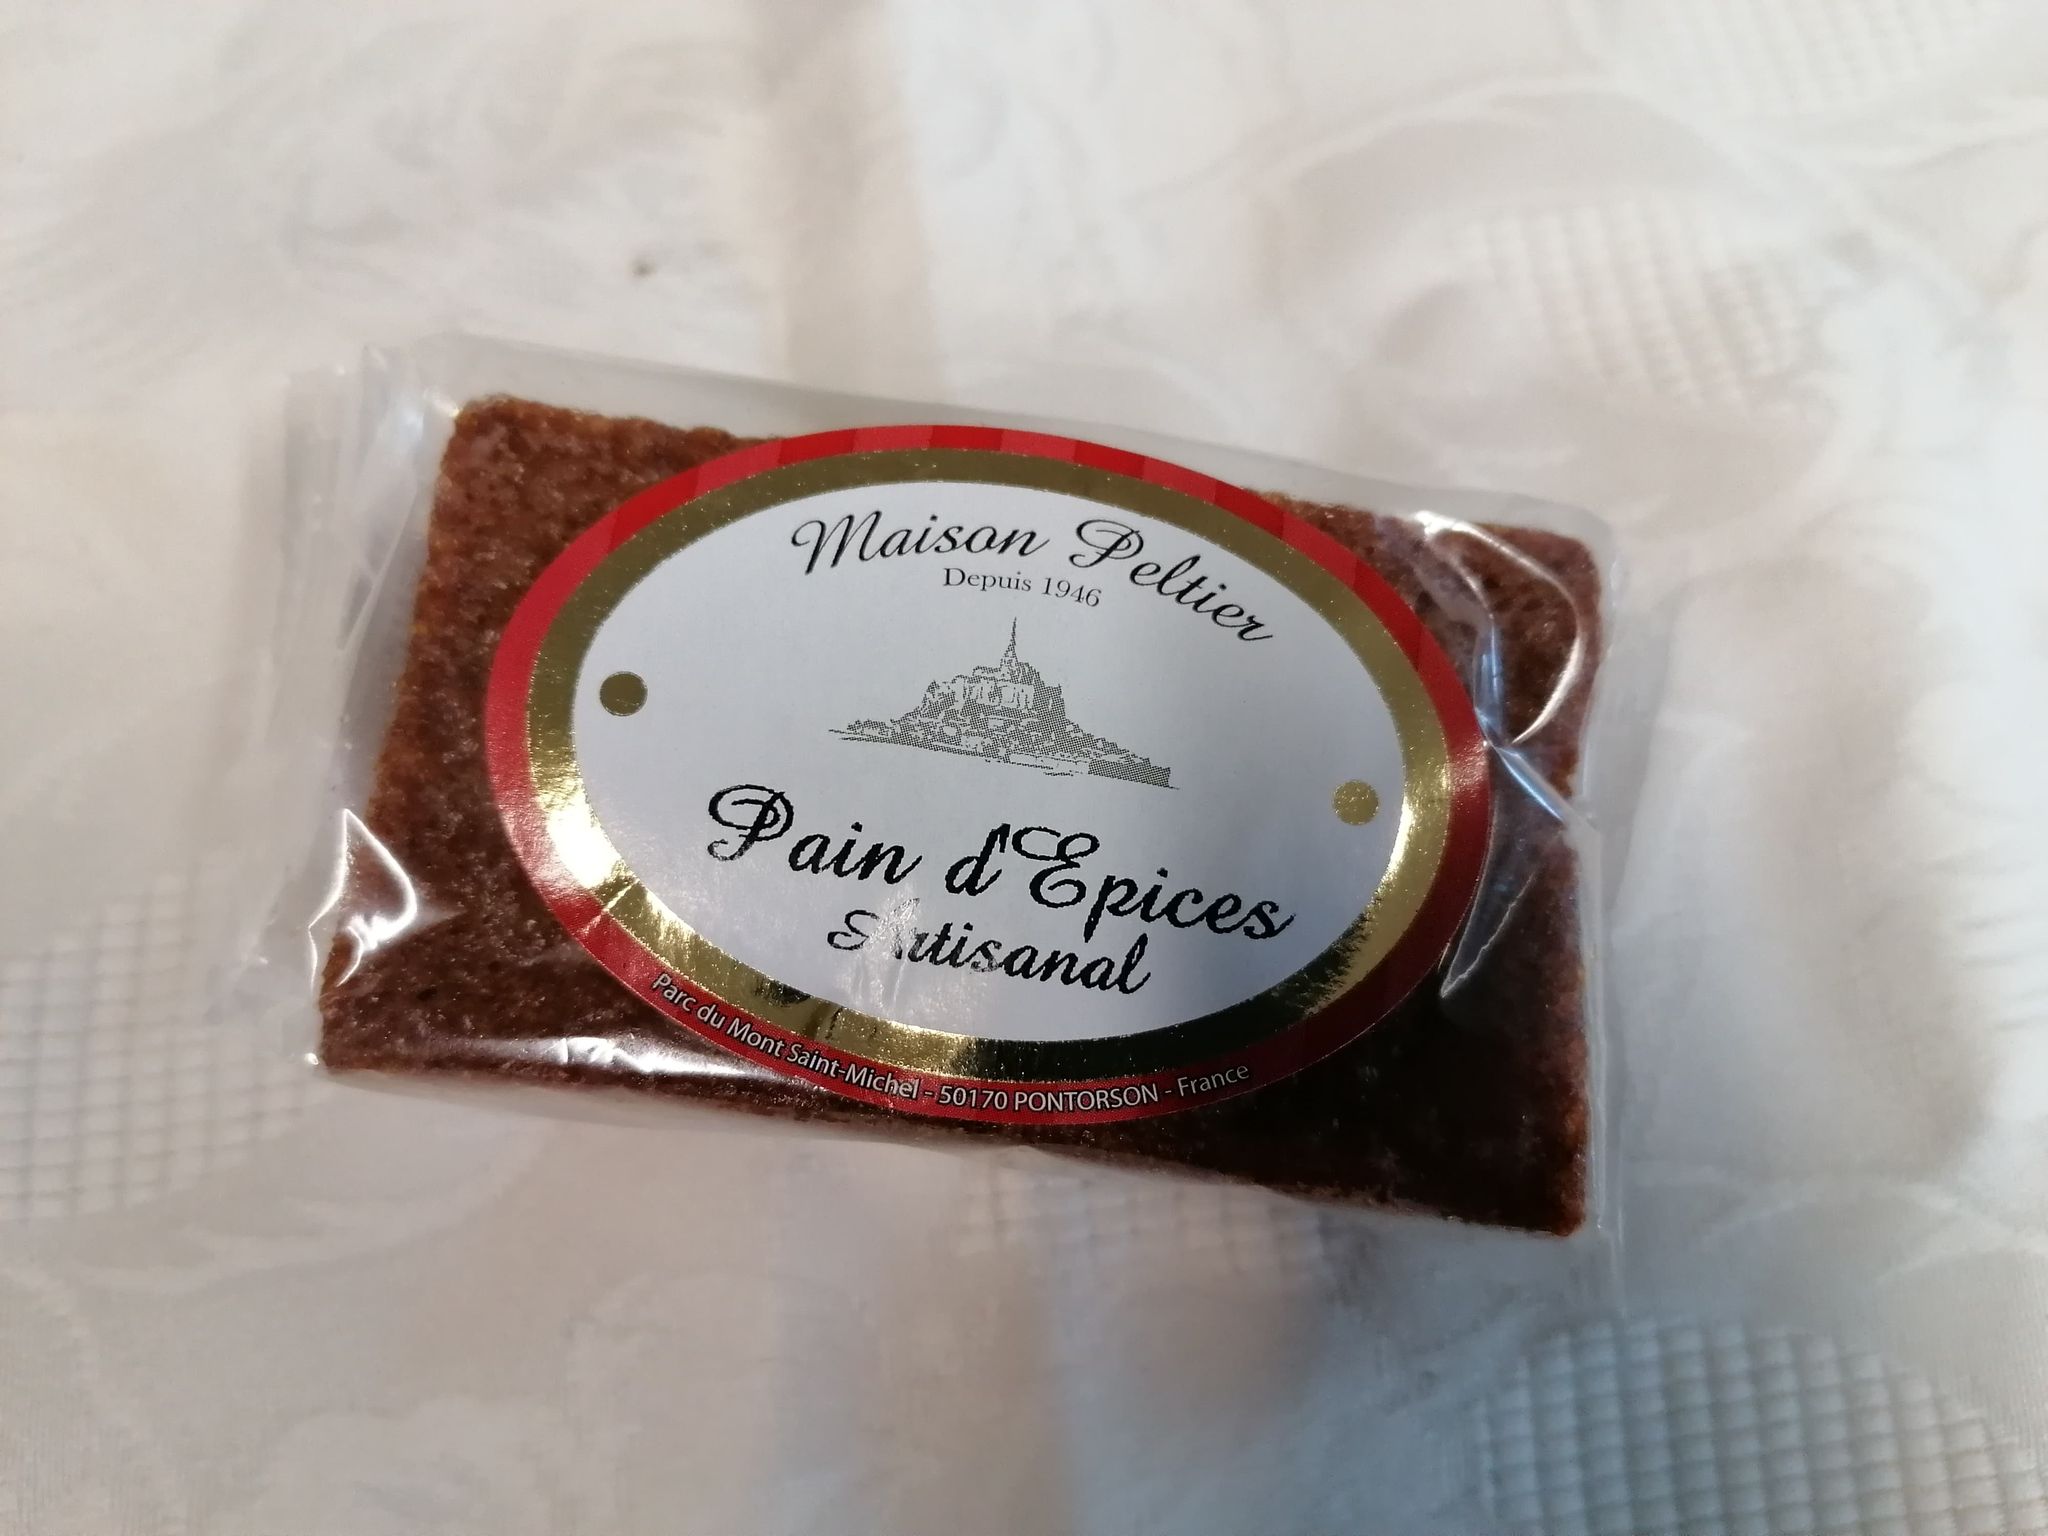 Maison Peltier
Depuis 1946
Pain d'Epices
Artisanal
Parc du Mont Saint-Michel - 50170 PONTORSON - France